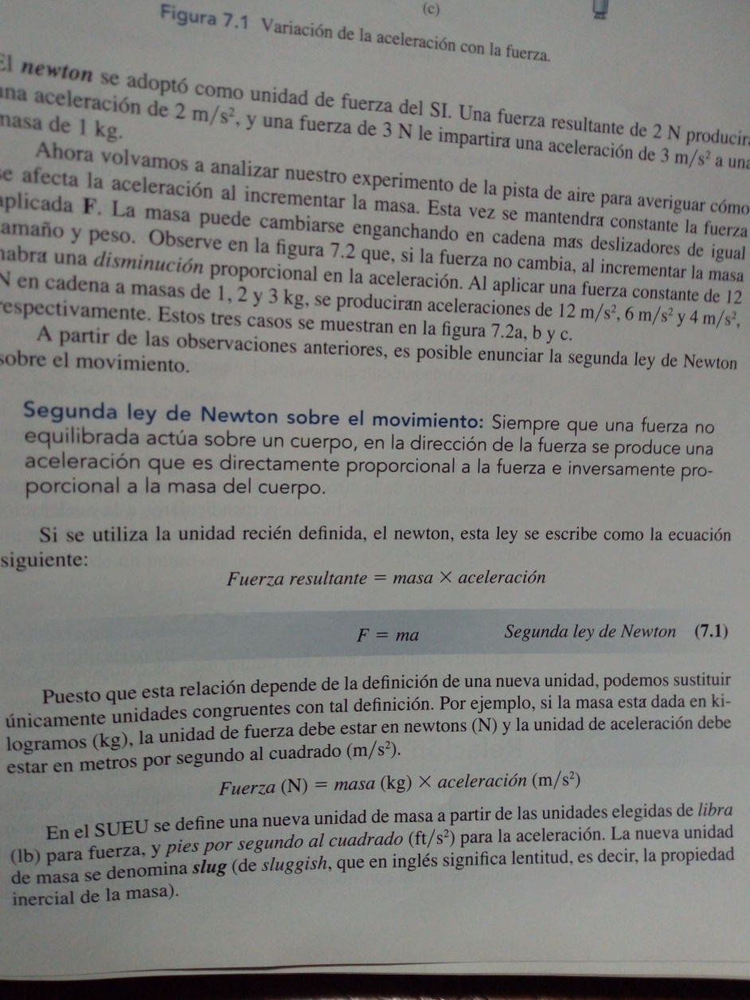 (c)
Figura 7.1 Variación de la aceleración con la fuerza.
El newton se adoptó como unidad de fuerza del SI. Una fuerza resultante de 2 N producirá
una aceleración de 2 m/s², y una fuerza de 3 N le impartirá una aceleración de 3 m/s² a una
masa de 1 kg.
Ahora volvamos a analizar nuestro experimento de la pista de aire para averiguar cómo
se afecta la aceleración al incrementar la masa. Esta vez se mantendrá constante la fuerza
aplicada F. La masa puede cambiarse enganchando en cadena más deslizadores de igual
tamaño y peso. Observe en la figura 7.2 que, si la fuerza no cambia, al incrementar la masa
habrá una disminución proporcional en la aceleración. Al aplicar una fuerza constante de 12
N en cadena a masas de 1, 2 y 3 kg, se producirán aceleraciones de 12 m/s², 6 m/s² y 4 m/s²,
respectivamente. Estos tres casos se muestran en la figura 7.2a, b y c.
A partir de las observaciones anteriores, es posible enunciar la segunda ley de Newton
sobre el movimiento.
Segunda ley de Newton sobre el movimiento: Siempre que una fuerza no
equilibrada actúa sobre un cuerpo, en la dirección de la fuerza se produce una
aceleración que es directamente proporcional a la fuerza e inversamente pro-
porcional a la masa del cuerpo.
Si se utiliza la unidad recién definida, el newton, esta ley se escribe como la ecuación
siguiente:
Fuerza resultante = masa × aceleración
F = ma Segunda ley de Newton (7.1)
Puesto que esta relación depende de la definición de una nueva unidad, podemos sustituir
únicamente unidades congruentes con tal definición. Por ejemplo, si la masa está dada en ki-
logramos (kg), la unidad de fuerza debe estar en newtons (N) y la unidad de aceleración debe
estar en metros por segundo al cuadrado (m/s²).
Fuerza (N) = masa (kg) × aceleración (m/s²)
En el SUEU se define una nueva unidad de masa a partir de las unidades elegidas de libra
(lb) para fuerza, y pies por segundo al cuadrado (ft/s²) para la aceleración. La nueva unidad
de masa se denomina slug (de sluggish, que en inglés significa lentitud, es decir, la propiedad
inercial de la masa).